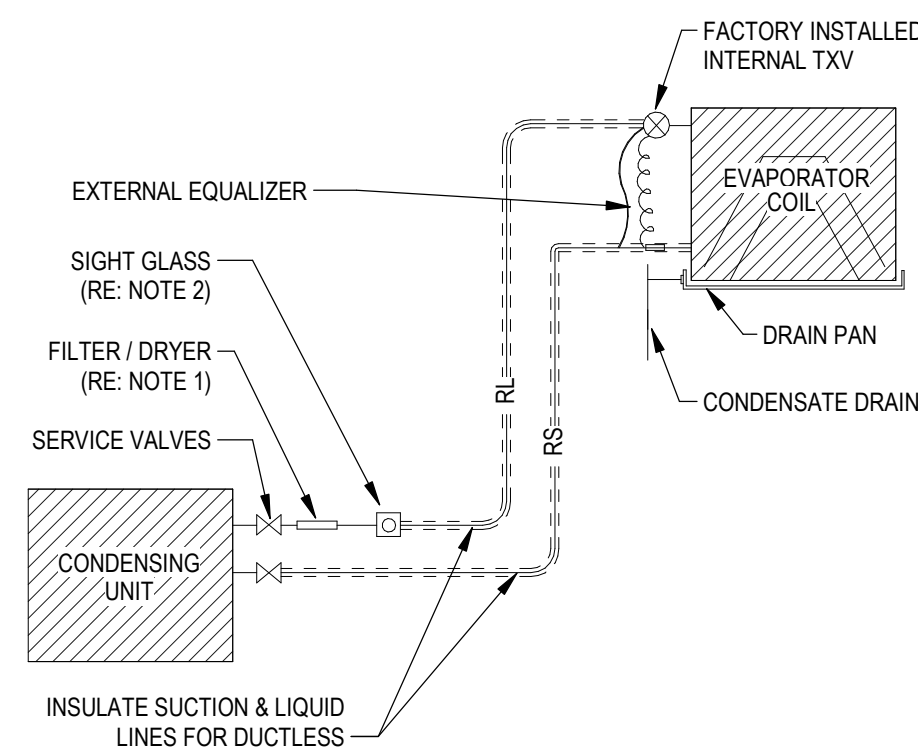 FACTORY INSTALLED
INTERNAL TXV
EVAPORATOR
COIL
EXTERNAL EQUALIZER
SIGHT GLASS
(RE: NOTE 2)
DRAIN PAN
FILTER / DRYER
(RE: NOTE 1)
RL
CONDENSATE DRAIN
RS
SERVICE VALVES
CONDENSING
UNIT
INSULATE SUCTION & LIQUID
LINES FOR DUCTLESS